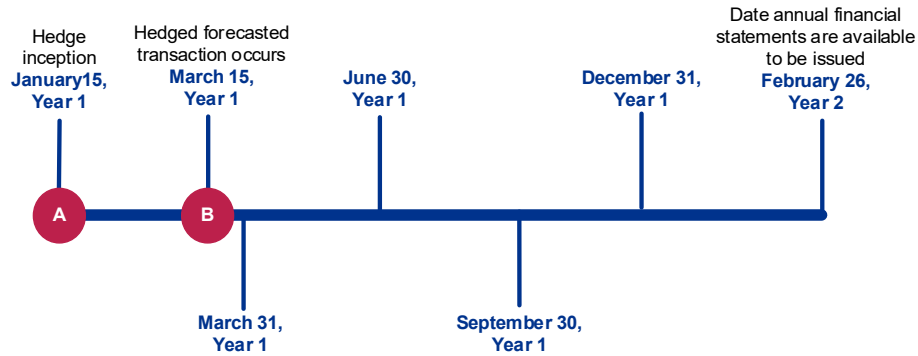 Hedge
inception
January15,
Year 1
Hedged forecasted
transaction occurs
March 15,
Year 1
June 30,
Year 1
December 31,
Year 1
Date annual financial
statements are available
to be issued
February 26,
Year 2
A
B
March 31,
Year 1
September 30,
Year 1